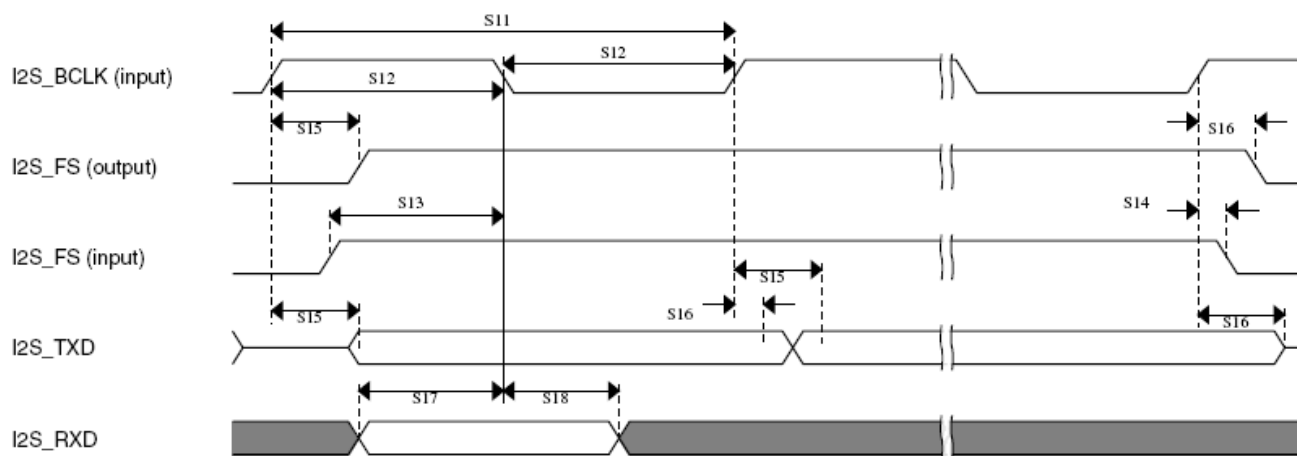 S11
I2S_BCLK (input)
S12
S12
S15
S16
I2S_FS (output)
S13
S14
I2S_FS (input)
S15
S15
S16
S16
I2S_TXD
S17
S18
I2S_RXD